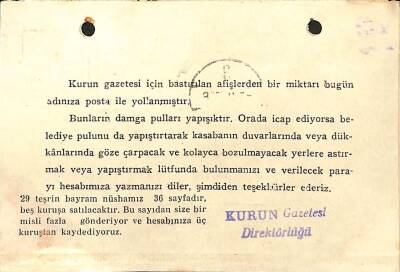 Kurun gazetesi için bastırılan afişlerden bir miktarı bugün
adınıza posta ile yollanmıştır.
Bunların damga pulları yapışıktır. Orada icap ediyorsa be-
lediye pulunu da yapıştırtarak kasabanın duvarlarında veya dük-
kânlarında göze çarpacak ve kolayca bozulmayacak yerlere astır-
mak veya yapıştırmak lütfunda bulunmanızı ve verilecek para-
yı hesabımıza yazmanızı diler, şimdiden teşekkürler ederiz.
29 teşrin bayram nüshamız 36 sayfadır,
beş kuruşa satılacaktır. Bu sayıdan size bir
misli fazla gönderiyor ve hesabınıza üç
kuruştan kaydediyoruz.
KURUN Gazetesi
Direktörlüğü